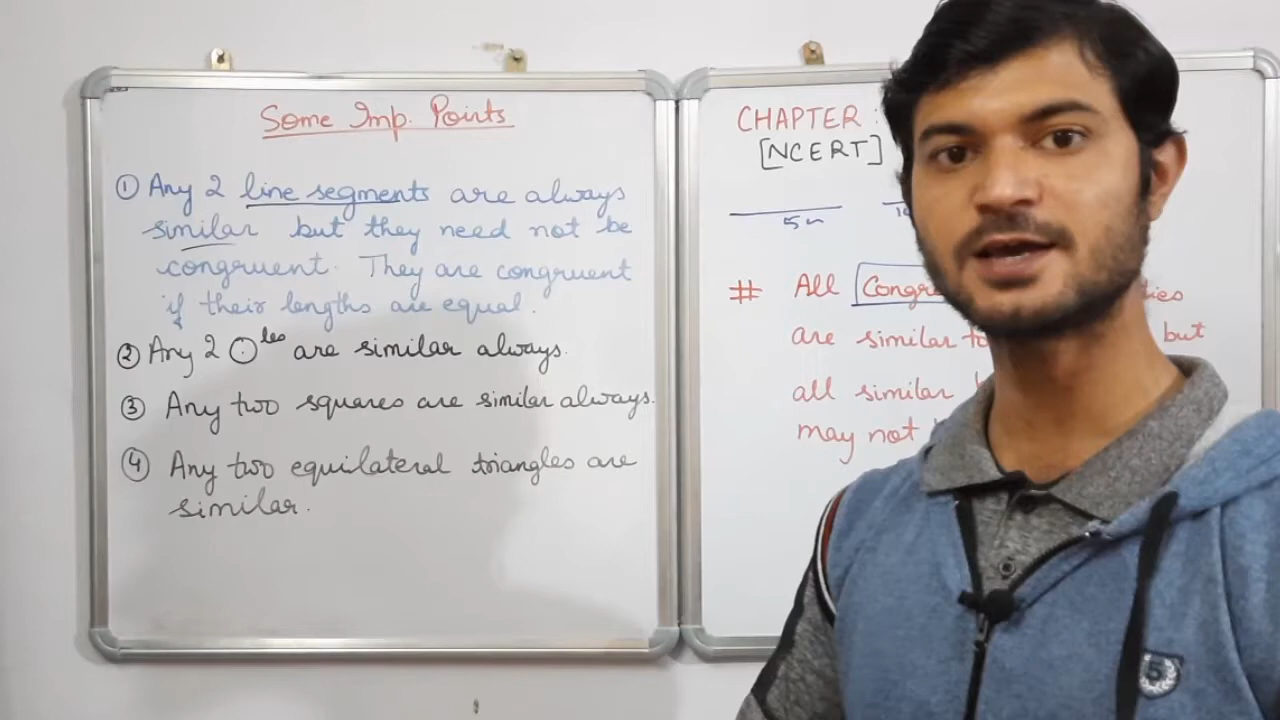 Some Imp. Points
① Any 2 line segments are always
similar but they need not be
congruent. They are congruent
if their lengths are equal.
② Any 2 ⊙les are similar always.
③ Any two squares are similar always.
④ Any two equilateral triangles are
similar.
CHAPTER:
[NCERT]
# All
are similar but
all similar
may not
5